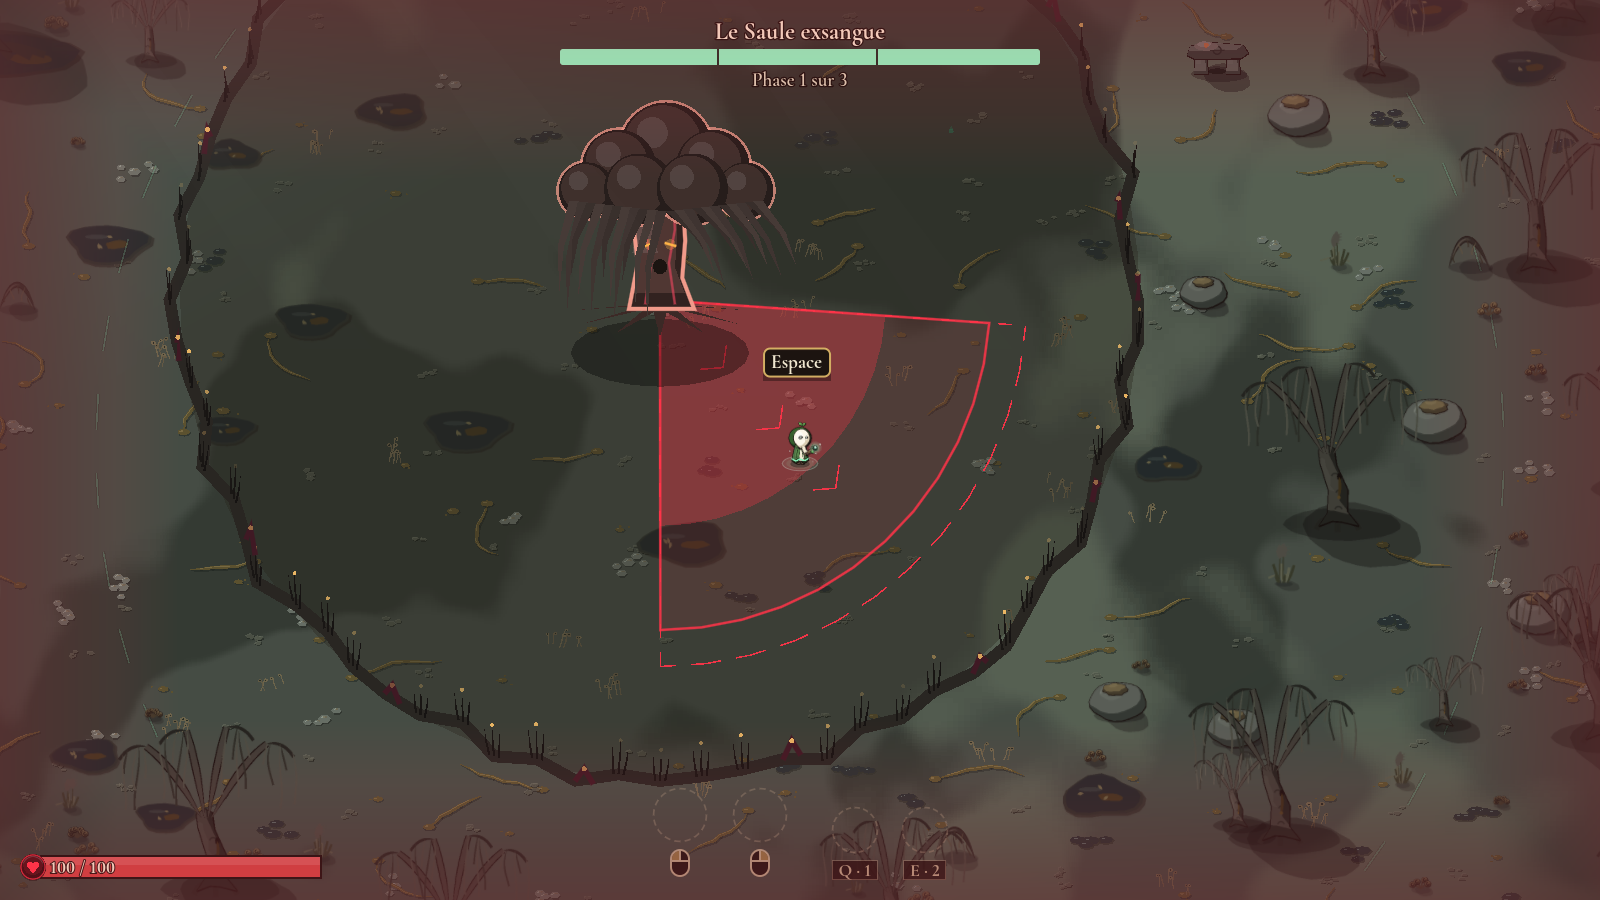 Le Saule exsangue
Phase 1 sur 3
Espace
100 / 100
Q · 1
E · 2